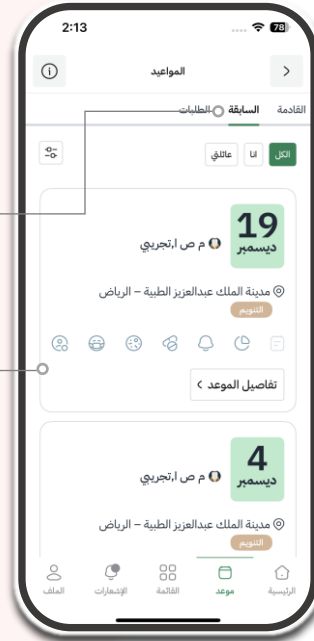 2:13
78
المواعيد
القادمة السابقة الطلبات
الكل انا عائلتي
19
ديسمبر
م ص ا,تجريبي
مدينة الملك عبدالعزيز الطبية – الرياض
التنويم
تفاصيل الموعد
4
ديسمبر
م ص ا,تجريبي
مدينة الملك عبدالعزيز الطبية – الرياض
التنويم
الرئيسية موعد القائمة الإشعارات الملف